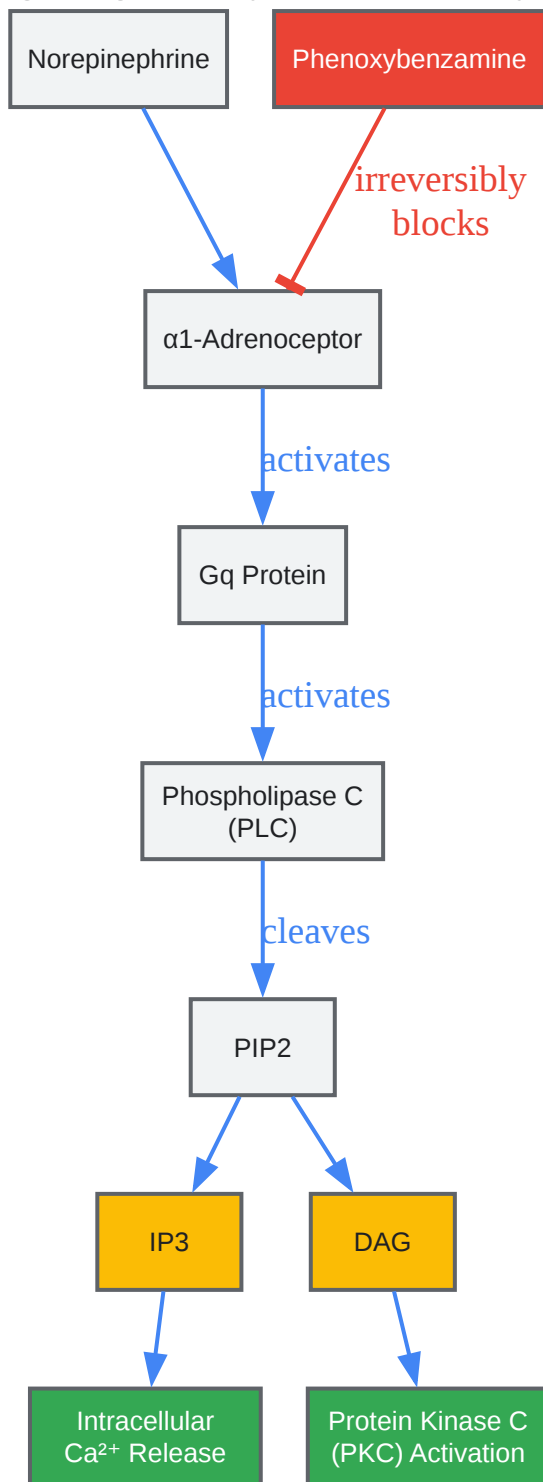 Norepinephrine
Phenoxybenzamine
irreversibly
blocks
α1-Adrenoceptor
activates
Gq Protein
activates
Phospholipase C
(PLC)
cleaves
PIP2
IP3
DAG
Intracellular
Ca²⁺ Release
Protein Kinase C
(PKC) Activation